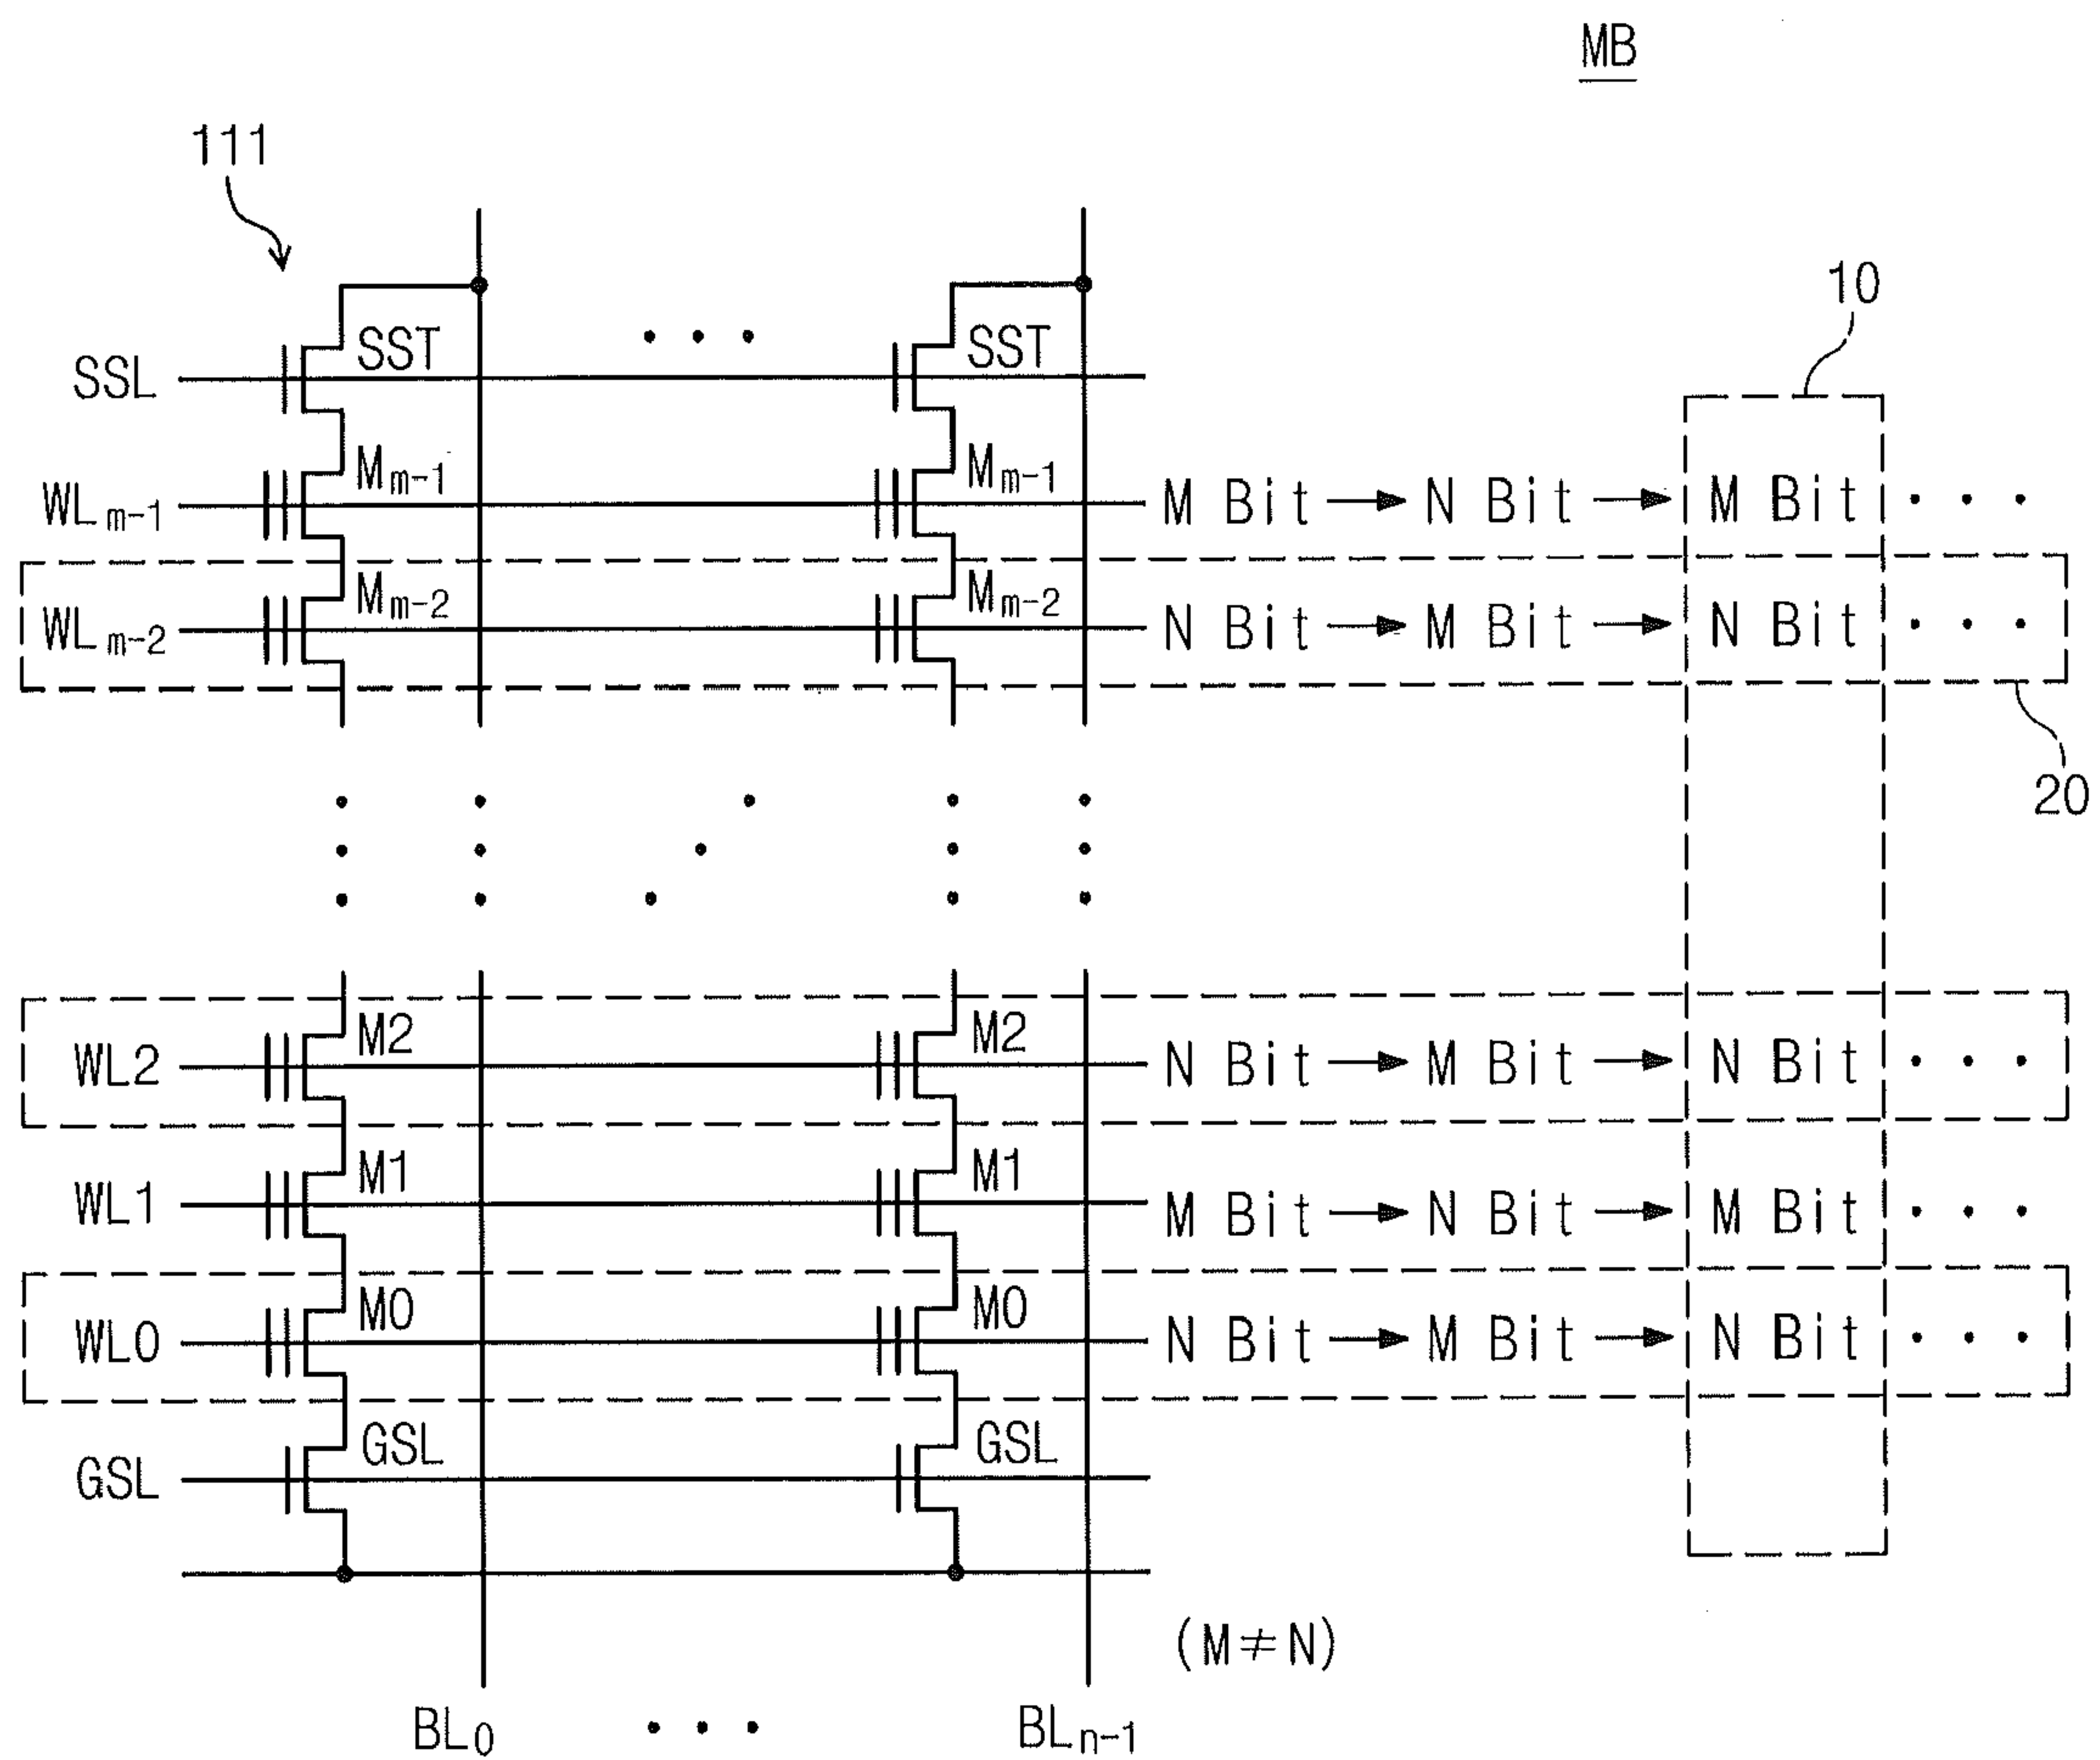 MB
111
10
SST
SST
SSL
Mm-1
Mm-1
WLm-1
M Bit
N Bit
M Bit
. . .
Mm-2
Mm-2
WLm-2
N Bit
M Bit
N Bit
. . .
20
M2
M2
WL2
N Bit
M Bit
N Bit
. . .
M1
M1
WL1
M Bit
N Bit
M Bit
. . .
M0
M0
WL0
N Bit
M Bit
N Bit
. . .
GSL
GSL
GSL
(M≠N)
BL0
. . .
BLn-1